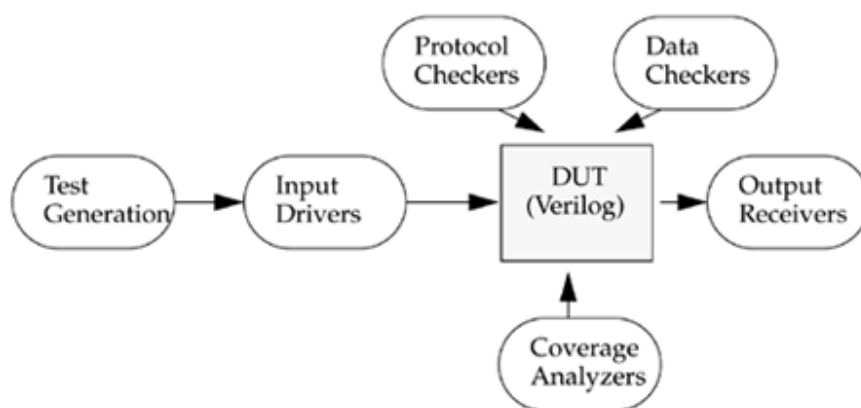 Protocol
Checkers
Data
Checkers
Test
Generation
Input
Drivers
DUT
(Verilog)
Output
Receivers
Coverage
Analyzers